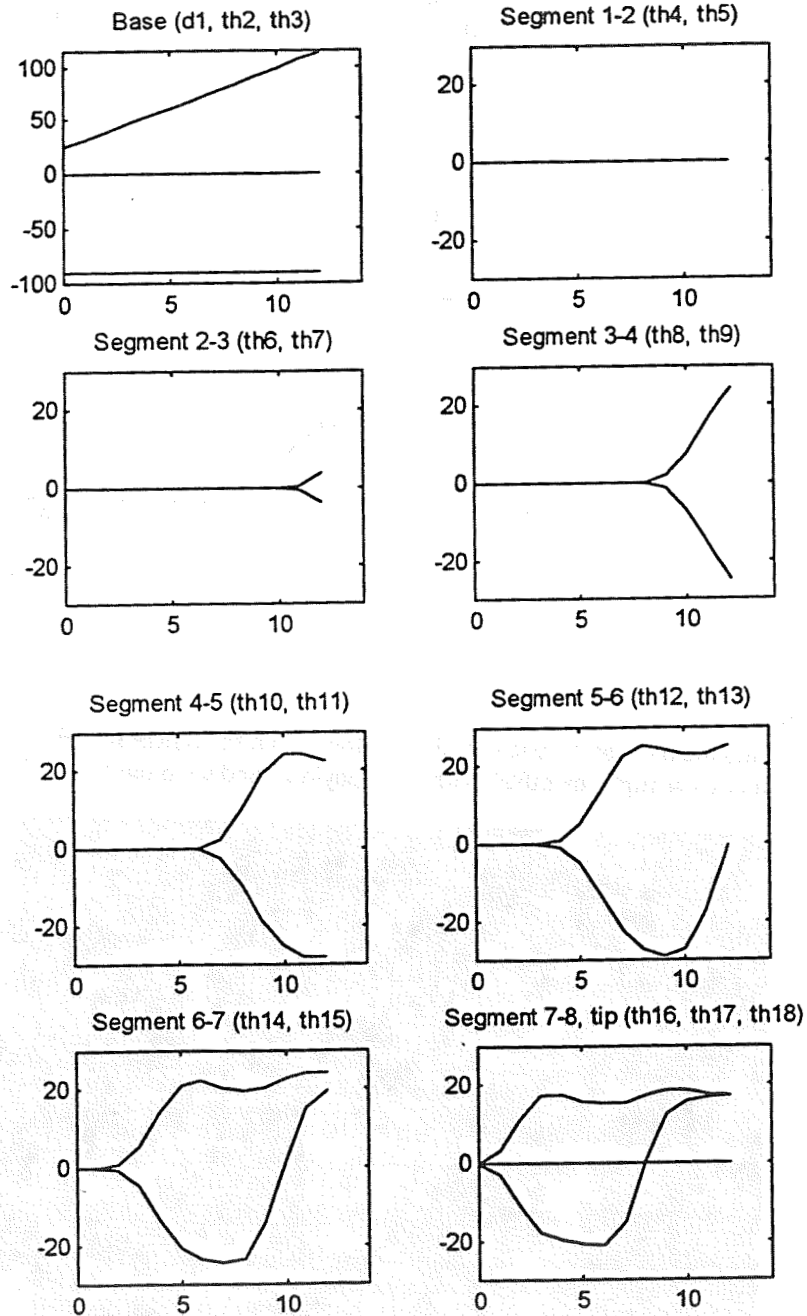 Base (d1, th2, th3)
100
50
0
-50
-100
0 5 10
Segment 1-2 (th4, th5)
20
0
-20
0 5 10
Segment 2-3 (th6, th7)
20
0
-20
0 5 10
Segment 3-4 (th8, th9)
20
0
-20
0 5 10
Segment 4-5 (th10, th11)
20
0
-20
0 5 10
Segment 5-6 (th12, th13)
20
0
-20
0 5 10
Segment 6-7 (th14, th15)
20
0
-20
0 5 10
Segment 7-8, tip (th16, th17, th18)
20
0
-20
0 5 10